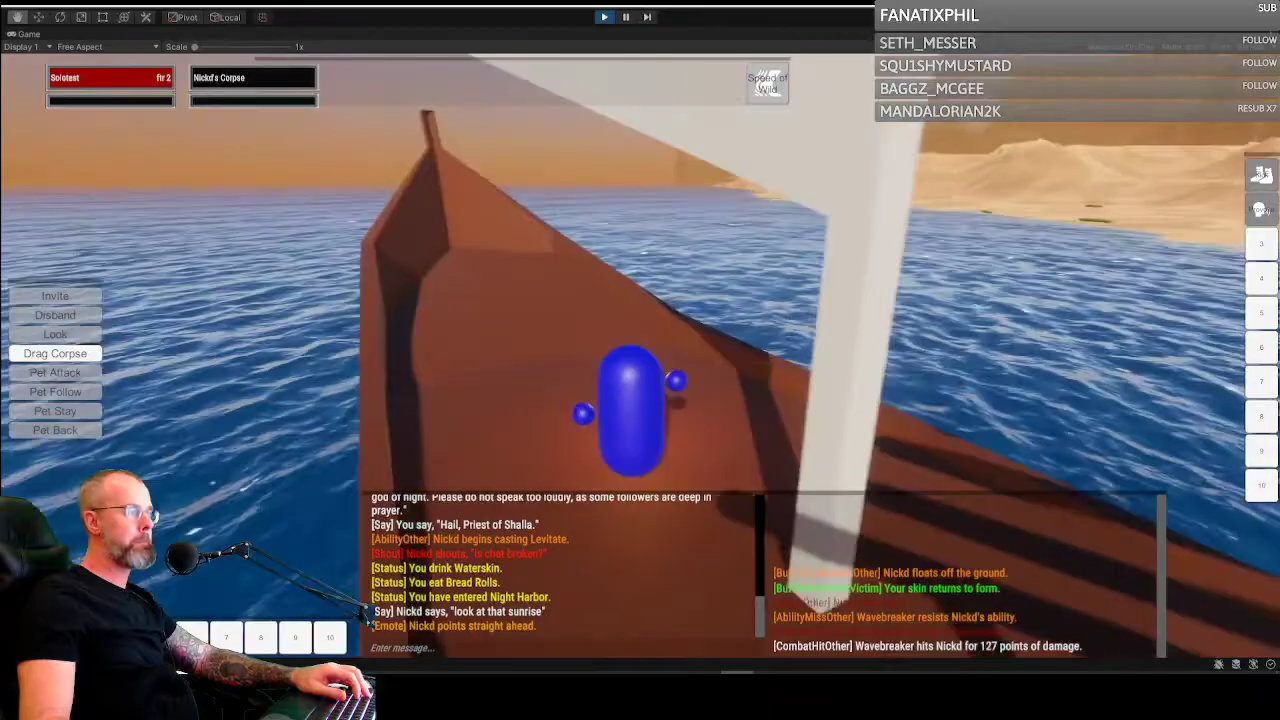 Pivot
Local
Game
Display 1
Free Aspect
Scale
1x
FANATIXPHIL
SUB
SETH_MESSER
FOLLOW
SQU1SHYMUSTARD
FOLLOW
BAGGZ_MCGEE
FOLLOW
MANDALORIAN2K
RESUB X7
Solotest
fir 2
Nickd's Corpse
Speed of
Wild
3
4
5
6
7
8
9
10
Invite
Disband
Look
Drag Corpse
Pet Attack
Pet Follow
Pet Stay
Pet Back
god of night. Please do not speak too loudly, as some followers are deep in
prayer."
[Say] You say, "Hail, Priest of Shalla."
[AbilityOther] Nickd begins casting Levitate.
[Shout] Nickd shouts, "is chat broken?"
[Status] You drink Waterskin.
[Status] You eat Bread Rolls.
[Status] You have entered Night Harbor.
Say] Nickd says, "look at that sunrise"
[Emote] Nickd points straight ahead.
Enter message...
Other] Nickd floats off the ground.
Victim] Your skin returns to form.
[AbilityMissOther] Wavebreaker resists Nickd's ability.
[CombatHitOther] Wavebreaker hits Nickd for 127 points of damage.
7
8
9
10